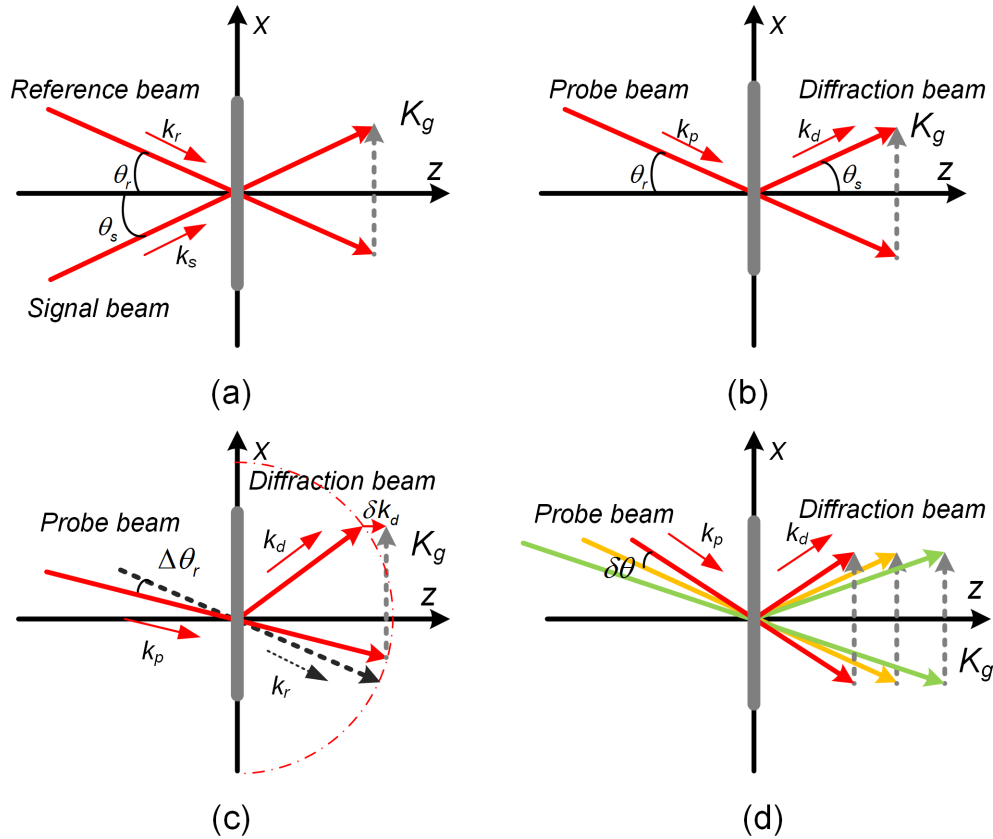 X
Reference beam
k_r
K_g
θ_r
Z
θ_s
k_s
Signal beam
(a)
X
Probe beam
Diffraction beam
k_p
k_d
K_g
θ_r
θ_s
Z
(b)
X
Diffraction beam
δk_d
Probe beam
k_d
K_g
Δθ_r
Z
k_p
k_r
(c)
X
Probe beam
Diffraction beam
k_p
k_d
δθ
Z
K_g
(d)